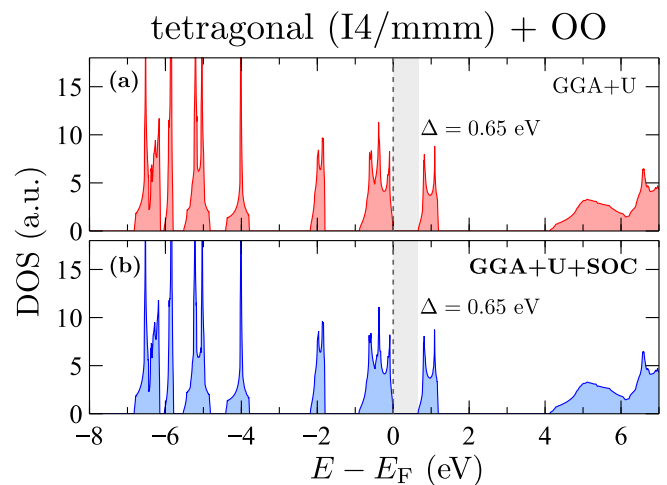 tetragonal (I4/mmm) + OO
(a)
GGA+U
Δ = 0.65 eV
15
10
5
0
DOS (a.u.)
(b)
GGA+U+SOC
Δ = 0.65 eV
15
10
5
0
−8 −6 −4 −2 0 2 4 6
E − E_F (eV)